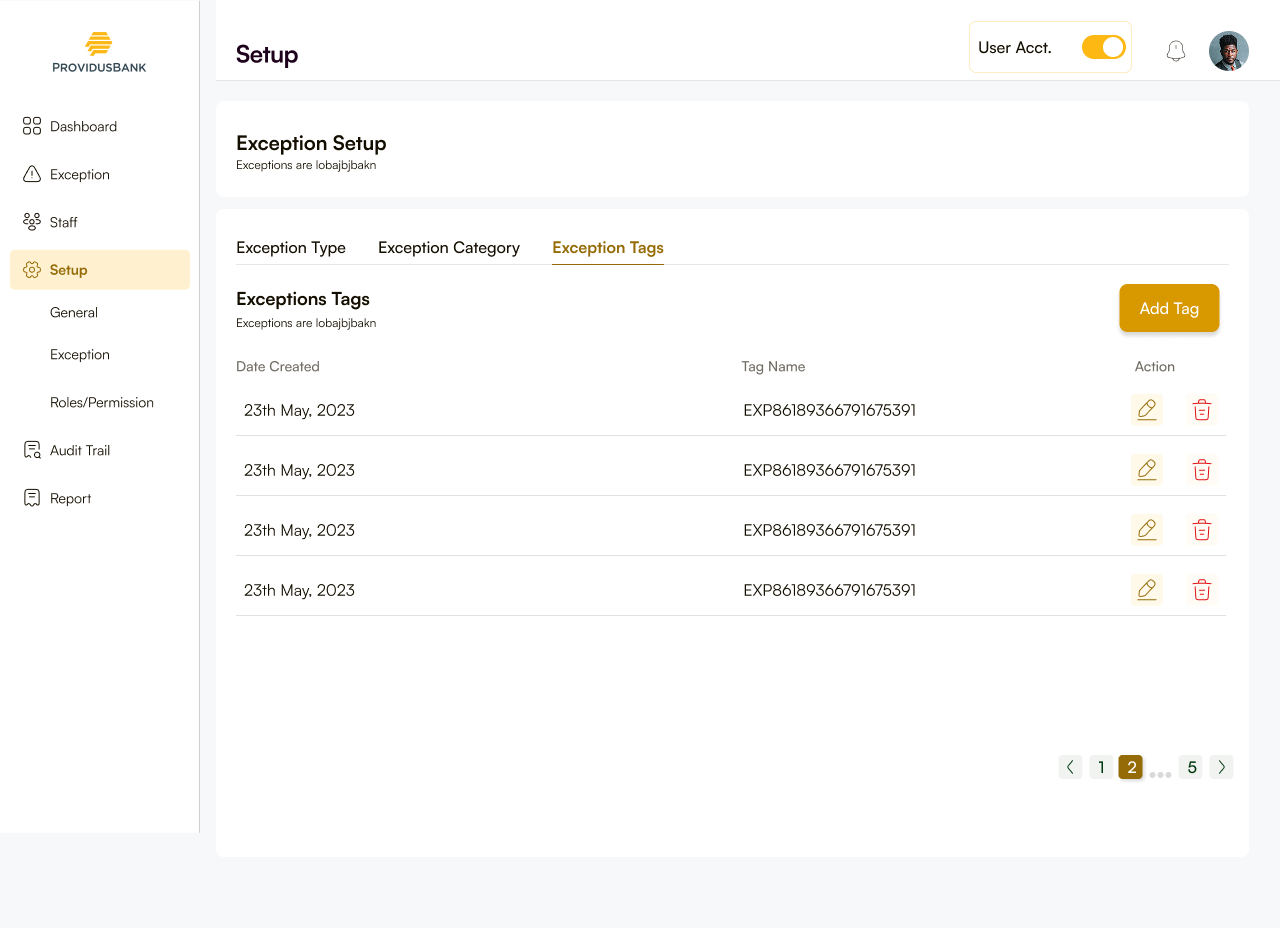 PROVIDUSBANK
Dashboard
Exception
Staff
Setup
General
Exception
Roles/Permission
Audit Trail
Report
Setup
User Acct.
Exception Setup
Exceptions are lobajbjbakn
Exception Type Exception Category Exception Tags
Exceptions Tags
Exceptions are lobajbjbakn
Add Tag
Date Created Tag Name Action
23th May, 2023 EXP86189366791675391
23th May, 2023 EXP86189366791675391
23th May, 2023 EXP86189366791675391
23th May, 2023 EXP86189366791675391
1 2 ... 5